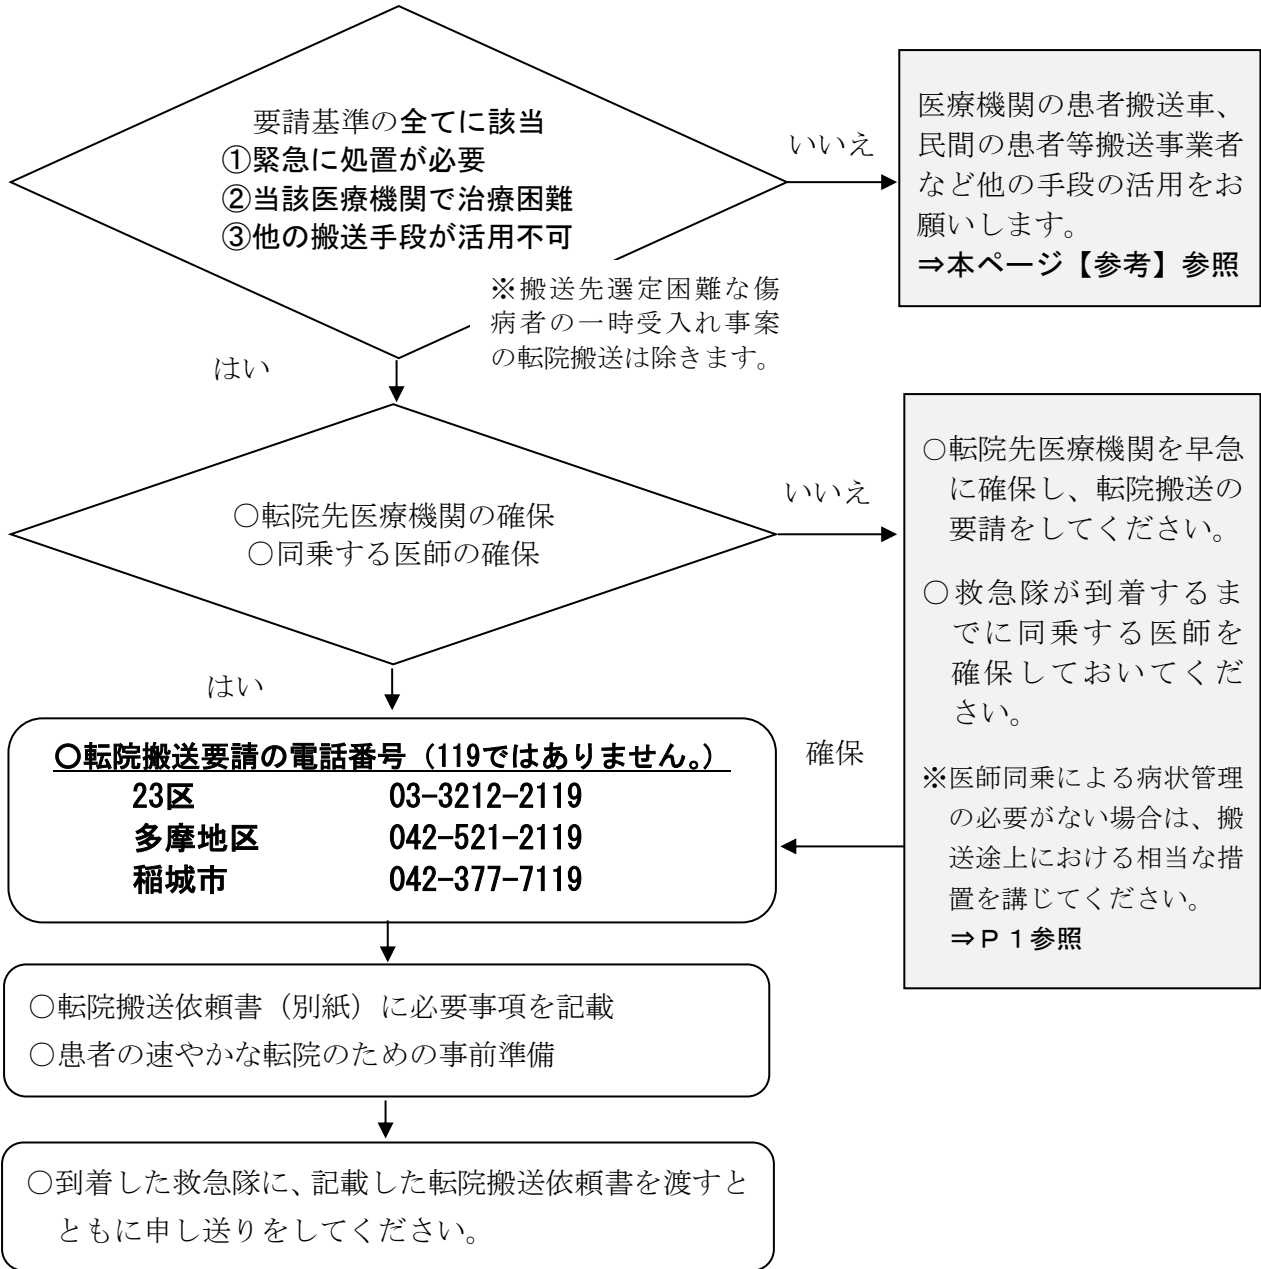 要請基準の全てに該当
①緊急に処置が必要
②当該医療機関で治療困難
③他の搬送手段が活用不可
※搬送先選定困難な傷
病者の一時受入れ事案
の転院搬送は除きます。
いいえ
医療機関の患者搬送車、
民間の患者等搬送事業者
など他の手段の活用をお
願いします。
⇒本ページ【参考】参照
はい
○転院先医療機関の確保
○同乗する医師の確保
いいえ
○転院先医療機関を早急
に確保し、転院搬送の
要請をしてください。
○救急隊が到着するま
でに同乗する医師を
確保しておいてくだ
さい。
※医師同乗による病状管理
の必要がない場合は、搬
送途上における相当な措
置を講じてください。
⇒P1参照
はい
確保
○転院搬送要請の電話番号（119ではありません。）
23区 03-3212-2119
多摩地区 042-521-2119
稲城市 042-377-7119
○転院搬送依頼書（別紙）に必要事項を記載
○患者の速やかな転院のための事前準備
○到着した救急隊に、記載した転院搬送依頼書を渡すと
ともに申し送りをしてください。